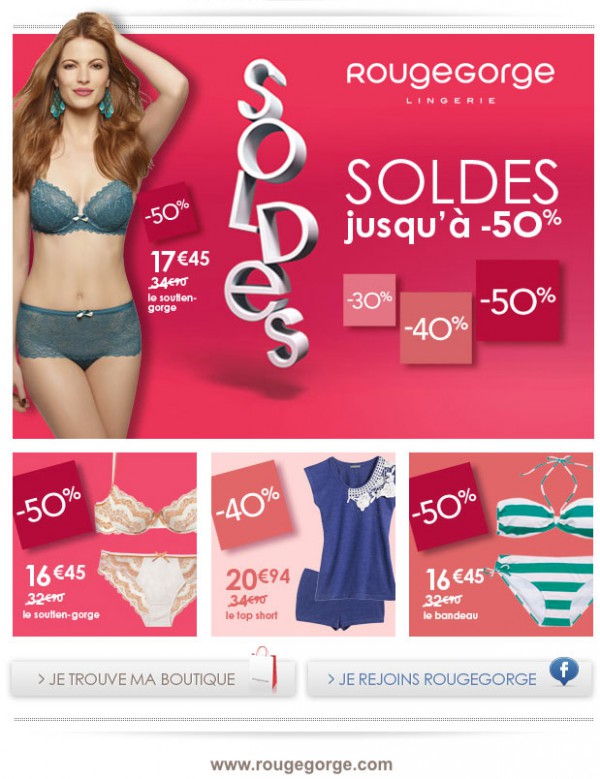 ROUGEGORGE
LINGERIE
SOLDES
SOLDES
jusqu'à -50%
-30%
-40%
-50%
-50%
17€45
34€90
le soutien-
gorge
-50%
16€45
32€90
le soutien-gorge
-40%
20€94
34€90
le top short
-50%
16€45
32€90
le bandeau
> JE TROUVE MA BOUTIQUE
> JE REJOINS ROUGEGORGE
f
www.rougegorge.com